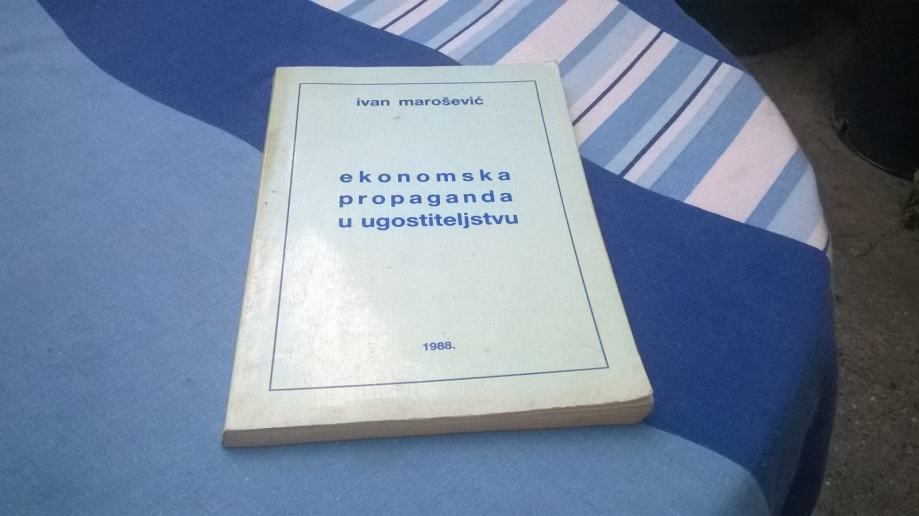 ivan marošević
ekonomska
propaganda
u ugostiteljstvu
1988.